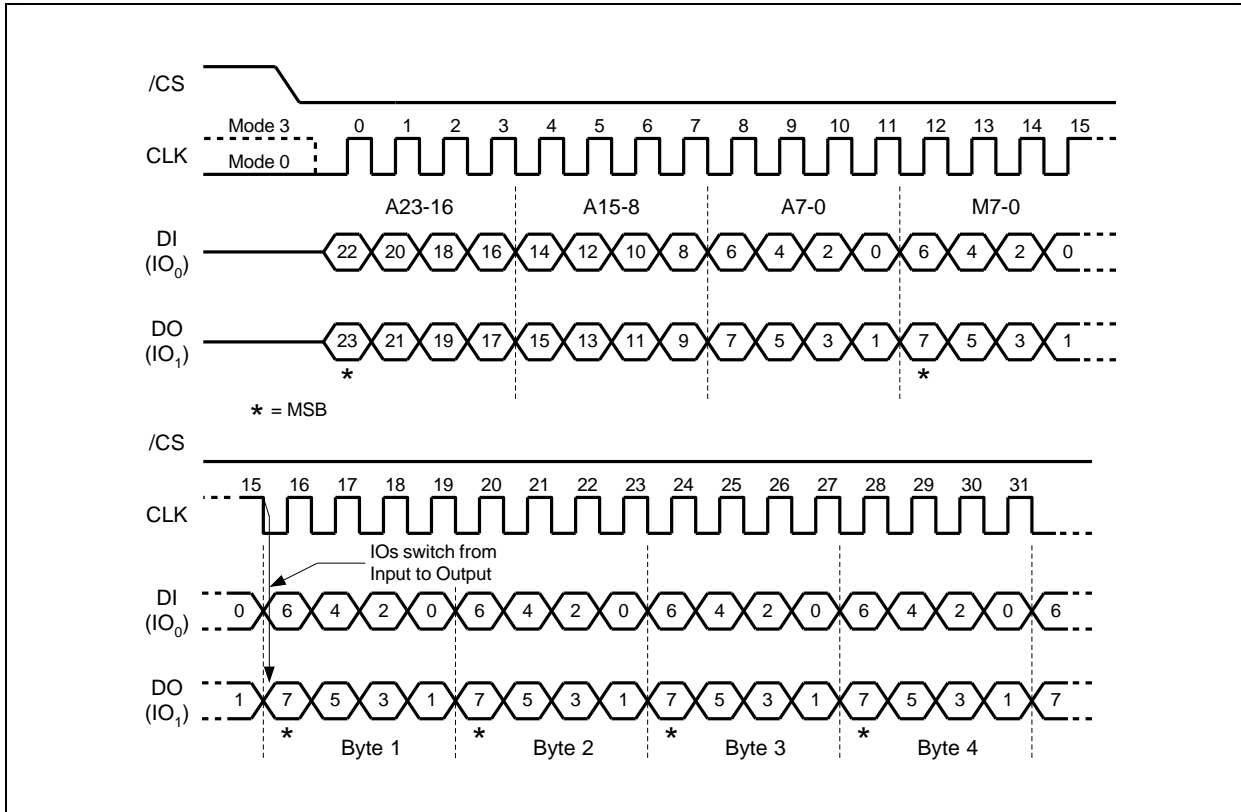 /CS
Mode 3 0 1 2 3 4 5 6 7 8 9 10 11 12 13 14 15
CLK
Mode 0
A23-16 A15-8 A7-0 M7-0
DI
(IO0) 22 20 18 16 14 12 10 8 6 4 2 0 6 4 2 0
DO
(IO1) 23 21 19 17 15 13 11 9 7 5 3 1 7 5 3 1
* *
* = MSB
/CS
15 16 17 18 19 20 21 22 23 24 25 26 27 28 29 30 31
CLK
IOs switch from
Input to Output
DI
(IO0) 0 6 4 2 0 6 4 2 0 6 4 2 0 6 4 2 0 6
DO
(IO1) 1 7 5 3 1 7 5 3 1 7 5 3 1 7 5 3 1 7
* * * *
Byte 1 Byte 2 Byte 3 Byte 4